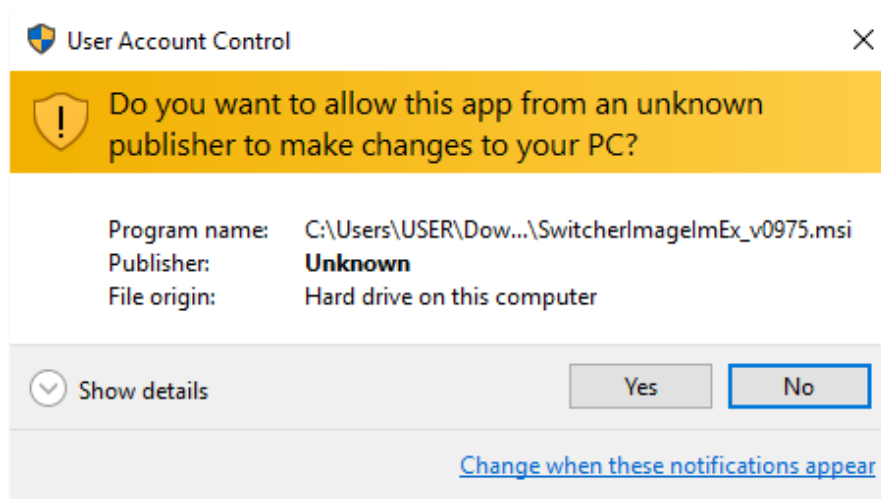 User Account Control
Do you want to allow this app from an unknown
publisher to make changes to your PC?
Program name: C:\Users\USER\Dow...\SwitcherImageImEx_v0975.msi
Publisher: Unknown
File origin: Hard drive on this computer
Show details
Yes No
Change when these notifications appear